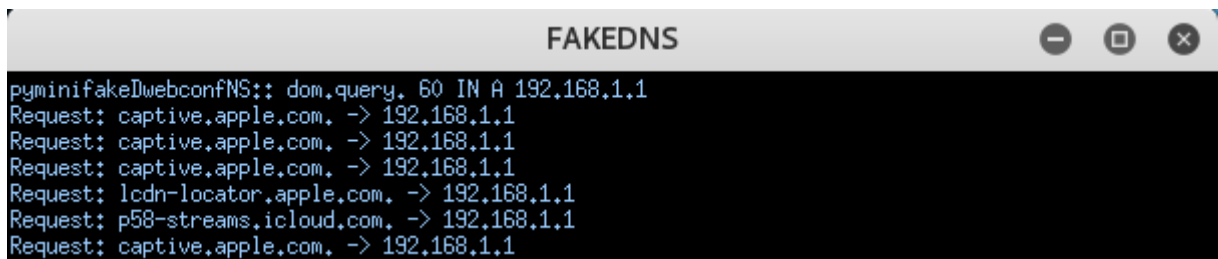 FAKEDNS
pyminifakeDwebconfNS:: dom.query. 60 IN A 192.168.1.1
Request: captive.apple.com. -> 192.168.1.1
Request: captive.apple.com. -> 192.168.1.1
Request: captive.apple.com. -> 192.168.1.1
Request: lcdn-locator.apple.com. -> 192.168.1.1
Request: p58-streams.icloud.com. -> 192.168.1.1
Request: captive.apple.com. -> 192.168.1.1